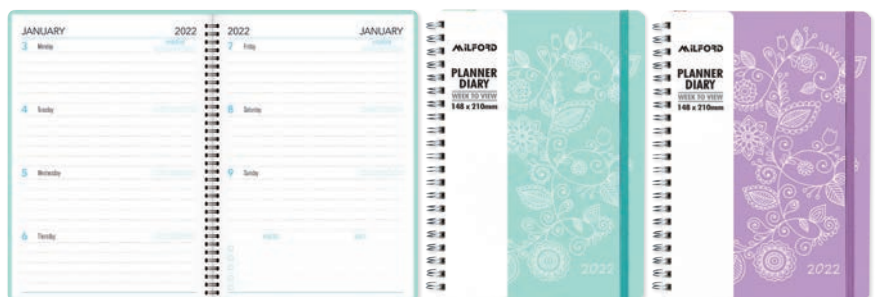 JANUARY 2022
3 Monday
4 Tuesday
5 Wednesday
6 Thursday
2022 JANUARY
7 Friday
8 Saturday
9 Sunday
MILFORD
PLANNER
DIARY
WEEK TO VIEW
148 x 210mm
2022
MILFORD
PLANNER
DIARY
WEEK TO VIEW
148 x 210mm
2022